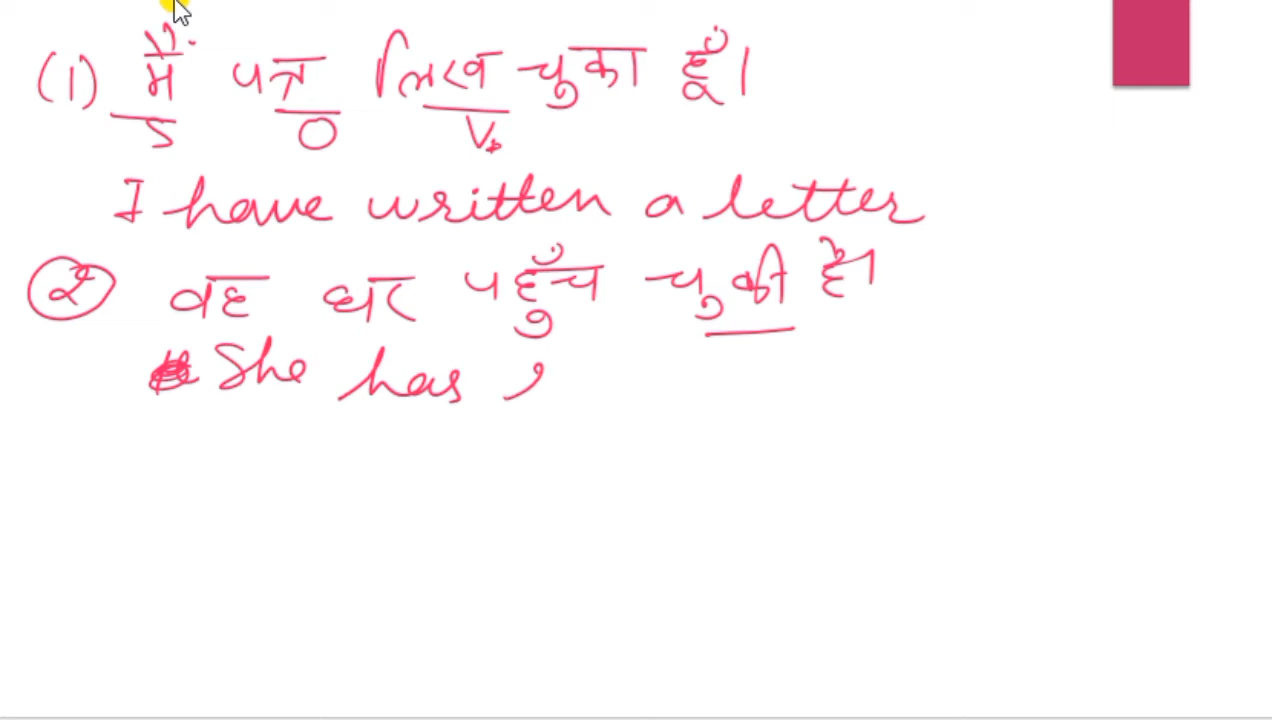 (1) मैं पत्र लिख चुका हूँ।
S O V
I have written a letter
2 वह घर पहुँच चुकी है।
She has